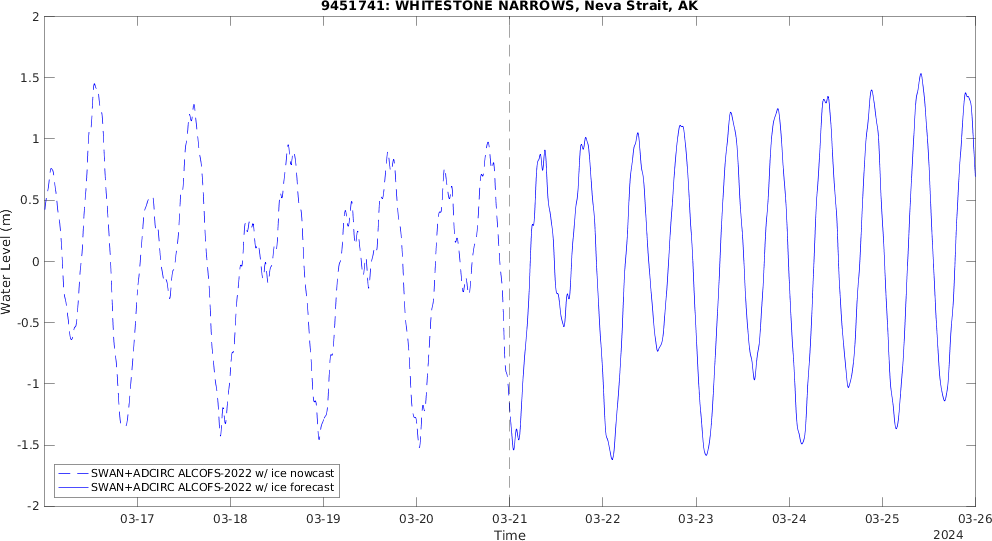 9451741: WHITESTONE NARROWS, Neva Strait, AK
2
1.5
1
0.5
0
-0.5
-1
-1.5
-2
Water Level (m)
SWAN+ADCIRC ALCOFS-2022 w/ ice nowcast
SWAN+ADCIRC ALCOFS-2022 w/ ice forecast
03-17 03-18 03-19 03-20 03-21 03-22 03-23 03-24 03-25 03-26
Time
2024